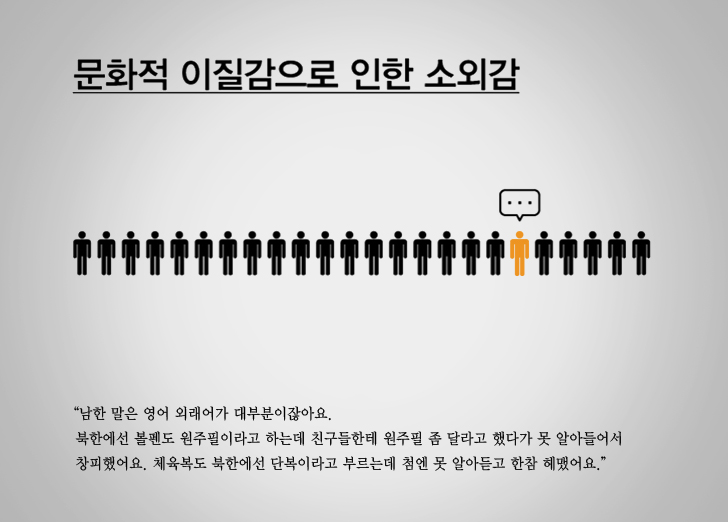 문화적 이질감으로 인한 소외감
...
“남한 말은 영어 외래어가 대부분이잖아요.
북한에선 볼펜도 원주필이라고 하는데 친구들한테 원주필 좀 달라고 했다가 못 알아들어서
창피했어요. 체육복도 북한에선 단복이라고 부르는데 첨엔 못 알아듣고 한참 헤맸어요.”